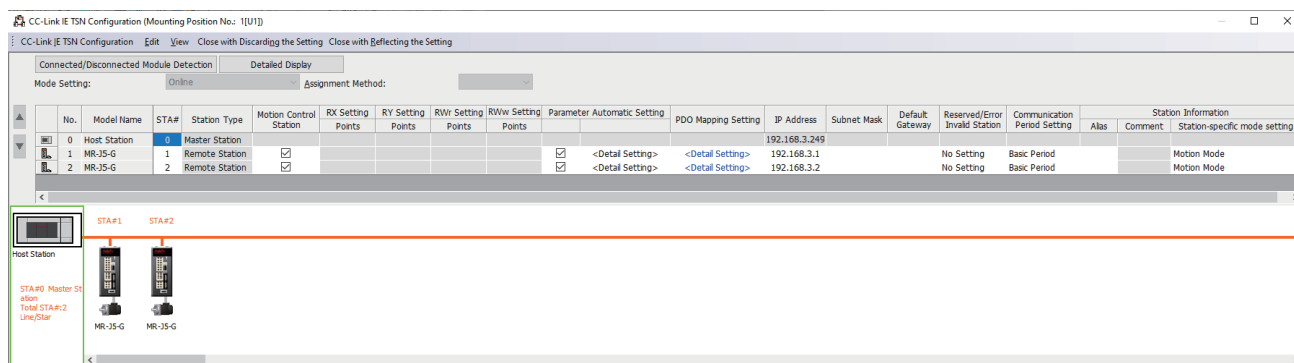 CC-Link IE TSN Configuration (Mounting Position No.: 1[U1])
CC-Link IE TSN Configuration Edit View Close with Discarding the Setting Close with Reflecting the Setting
Connected/Disconnected Module Detection Detailed Display
Mode Setting: Online Assignment Method:
No. Model Name STA# Station Type Motion Control Station RX Setting Points RY Setting Points RWr Setting Points RWw Setting Points Parameter Automatic Setting PDO Mapping Setting IP Address Subnet Mask Default Gateway Reserved/Error Invalid Station Communication Period Setting Station Information Alias Comment Station-specific mode setting
0 Host Station 0 Master Station 192.168.3.249
1 MR-J5-G 1 Remote Station <Detail Setting> <Detail Setting> 192.168.3.1 No Setting Basic Period Motion Mode
2 MR-J5-G 2 Remote Station <Detail Setting> <Detail Setting> 192.168.3.2 No Setting Basic Period Motion Mode
STA#1 STA#2
Host Station
STA#0 Master St
ation
Total STA#:2
Line/Star
MR-J5-G MR-J5-G